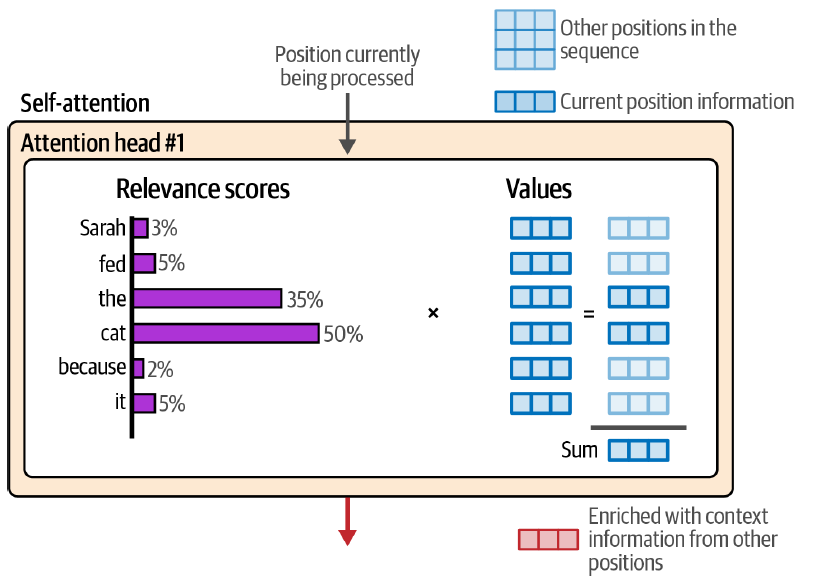 Position currently
being processed
Other positions in the
sequence
Current position information
Self-attention
Attention head #1
Relevance scores
Values
Sarah 3%
fed 5%
the 35%
cat 50%
because 2%
it 5%
×
=
Sum
Enriched with context
information from other
positions